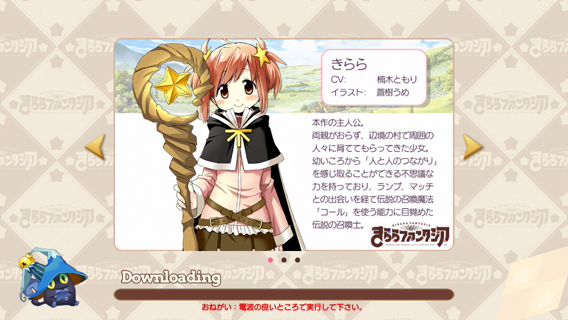 きらら
CV: 楠木ともり
イラスト: 蒼樹うめ
本作の主人公。
両親がおらず、辺境の村で周囲の
人々に育ててもらってきた少女。
幼いころから「人と人のつながり」
を感じ取ることができる不思議な
力を持っており、ランプ、マッチ
との出会いを経て伝説の召喚魔法
「コール」を使う能力に目覚めた
伝説の召喚士。
きららファンタジア
Downloading
おねがい：電波の良いところで実行して下さい。